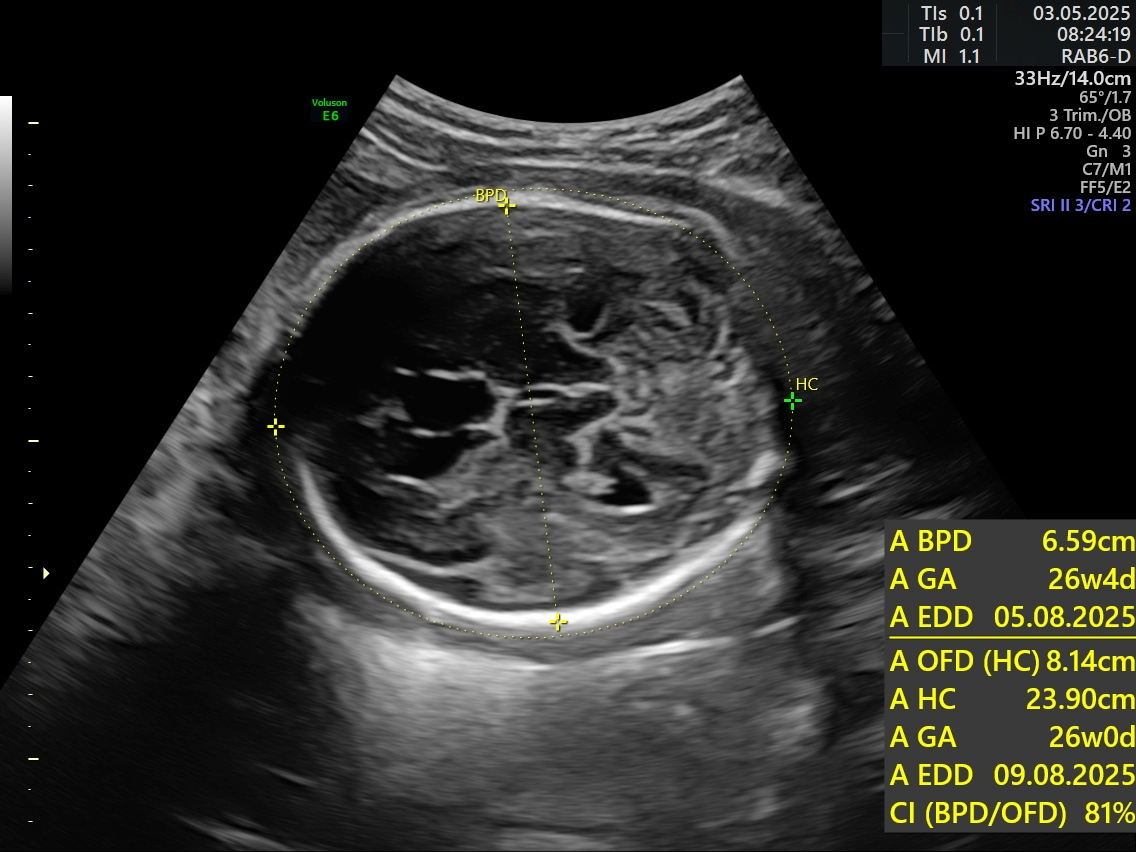 TIs 0.1 03.05.2025
TIb 0.1 08:24:19
MI 1.1 RAB6-D
33Hz/14.0cm
65°/1.7
3 Trim./OB
HI P 6.70 - 4.40
Gn 3
C7/M1
FF5/E2
SRI II 3/CRI 2
Voluson
E6
BPD
HC
A BPD 6.59cm
A GA 26w4d
A EDD 05.08.2025
A OFD (HC) 8.14cm
A HC 23.90cm
A GA 26w0d
A EDD 09.08.2025
CI (BPD/OFD) 81%